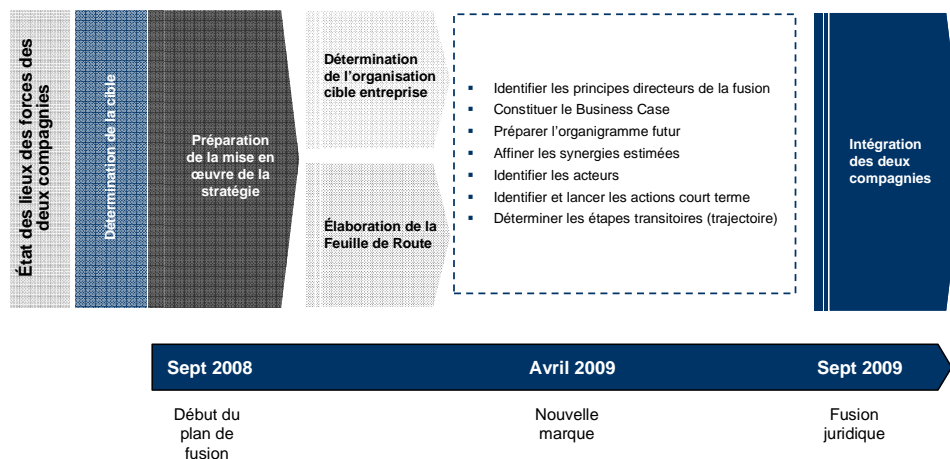 État des lieux des forces des
deux compagnies
Détermination de la cible
Préparation
de la mise en
œuvre de la
stratégie
Détermination
de l'organisation
cible entreprise
Élaboration de la
Feuille de Route
▪ Identifier les principes directeurs de la fusion
▪ Constituer le Business Case
▪ Préparer l'organigramme futur
▪ Affiner les synergies estimées
▪ Identifier les acteurs
▪ Identifier et lancer les actions court terme
▪ Déterminer les étapes transitoires (trajectoire)
Intégration
des deux
compagnies
Sept 2008
Avril 2009
Sept 2009
Début du
plan de
fusion
Nouvelle
marque
Fusion
juridique